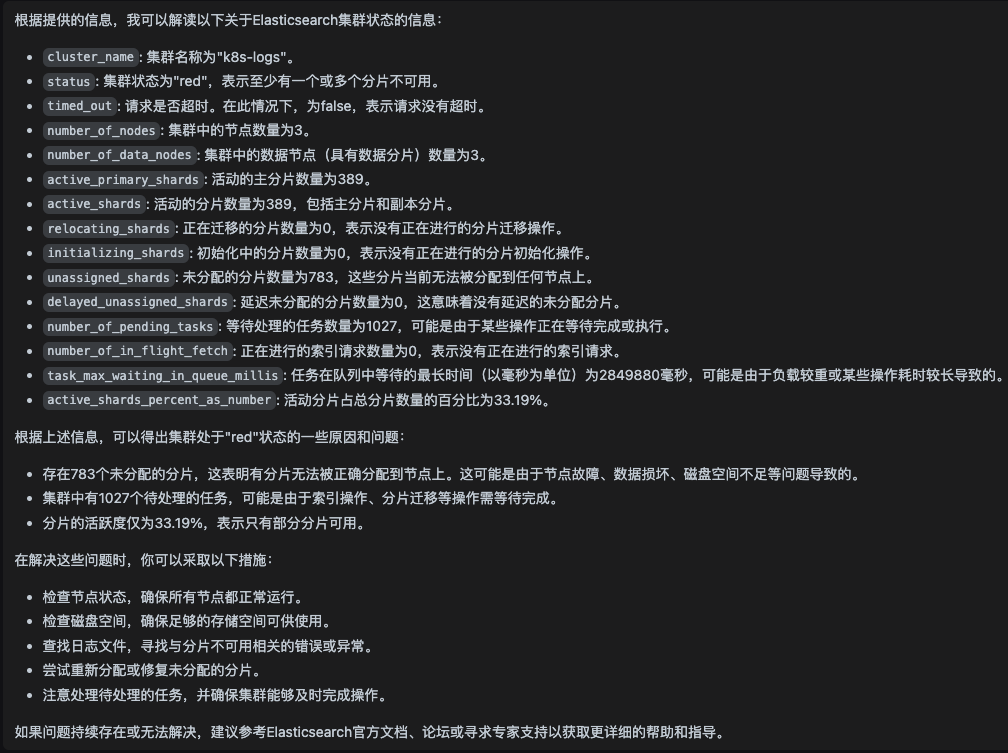 根据提供的信息，我可以解读以下关于Elasticsearch集群状态的信息：
• cluster_name：集群名称为"k8s-logs"。
• status：集群状态为"red"，表示至少有一个或多个分片不可用。
• timed_out：请求是否超时。在此情况下，为false，表示请求没有超时。
• number_of_nodes：集群中的节点数量为3。
• number_of_data_nodes：集群中的数据节点（具有数据分片）数量为3。
• active_primary_shards：活动的主分片数量为389。
• active_shards：活动的分片数量为389，包括主分片和副本分片。
• relocating_shards：正在迁移的分片数量为0，表示没有正在进行的分片迁移操作。
• initializing_shards：初始化中的分片数量为0，表示没有正在进行的分片初始化操作。
• unassigned_shards：未分配的分片数量为783，这些分片当前无法被分配到任何节点上。
• delayed_unassigned_shards：延迟未分配的分片数量为0，这意味着没有延迟的未分配分片。
• number_of_pending_tasks：等待处理的任务数量为1027，可能是由于某些操作正在等待完成或执行。
• number_of_in_flight_fetch：正在进行的索引请求数量为0，表示没有正在进行的索引请求。
• task_max_waiting_in_queue_millis：任务在队列中等待的最长时间（以毫秒为单位）为2849880毫秒，可能是由于负载较重或某些操作耗时较长导致的。
• active_shards_percent_as_number：活动分片占总分片数量的百分比为33.19%。
根据上述信息，可以得出集群处于"red"状态的一些原因和问题：
• 存在783个未分配的分片，这表明有分片无法被正确分配到节点上。这可能是由于节点故障、数据损坏、磁盘空间不足等问题导致的。
• 集群中有1027个待处理的任务，可能是由于索引操作、分片迁移等操作需等待完成。
• 分片的活跃度仅为33.19%，表示只有部分分片可用。
在解决这些问题时，你可以采取以下措施：
• 检查节点状态，确保所有节点都正常运行。
• 检查磁盘空间，确保足够的存储空间可供使用。
• 查找日志文件，寻找与分片不可用相关的错误或异常。
• 尝试重新分配或修复未分配的分片。
• 注意处理待处理的任务，并确保集群能够及时完成操作。
如果问题持续存在或无法解决，建议参考Elasticsearch官方文档、论坛或寻求专家支持以获取更详细的帮助和指导。